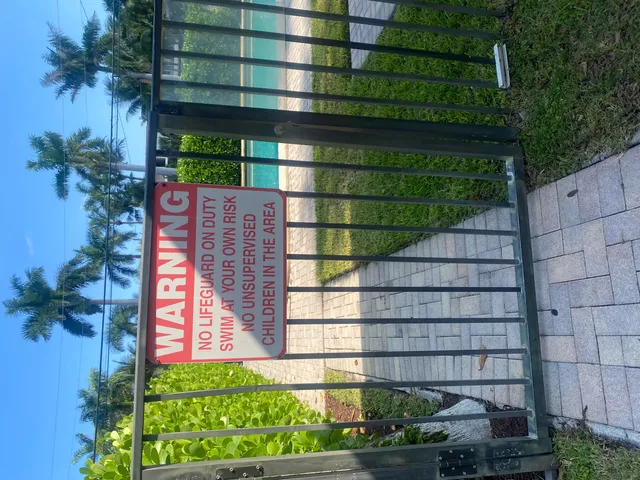 WARNING
NO LIFEGUARD ON DUTY
SWIM AT YOUR OWN RISK
NO UNSUPERVISED
CHILDREN IN THE AREA